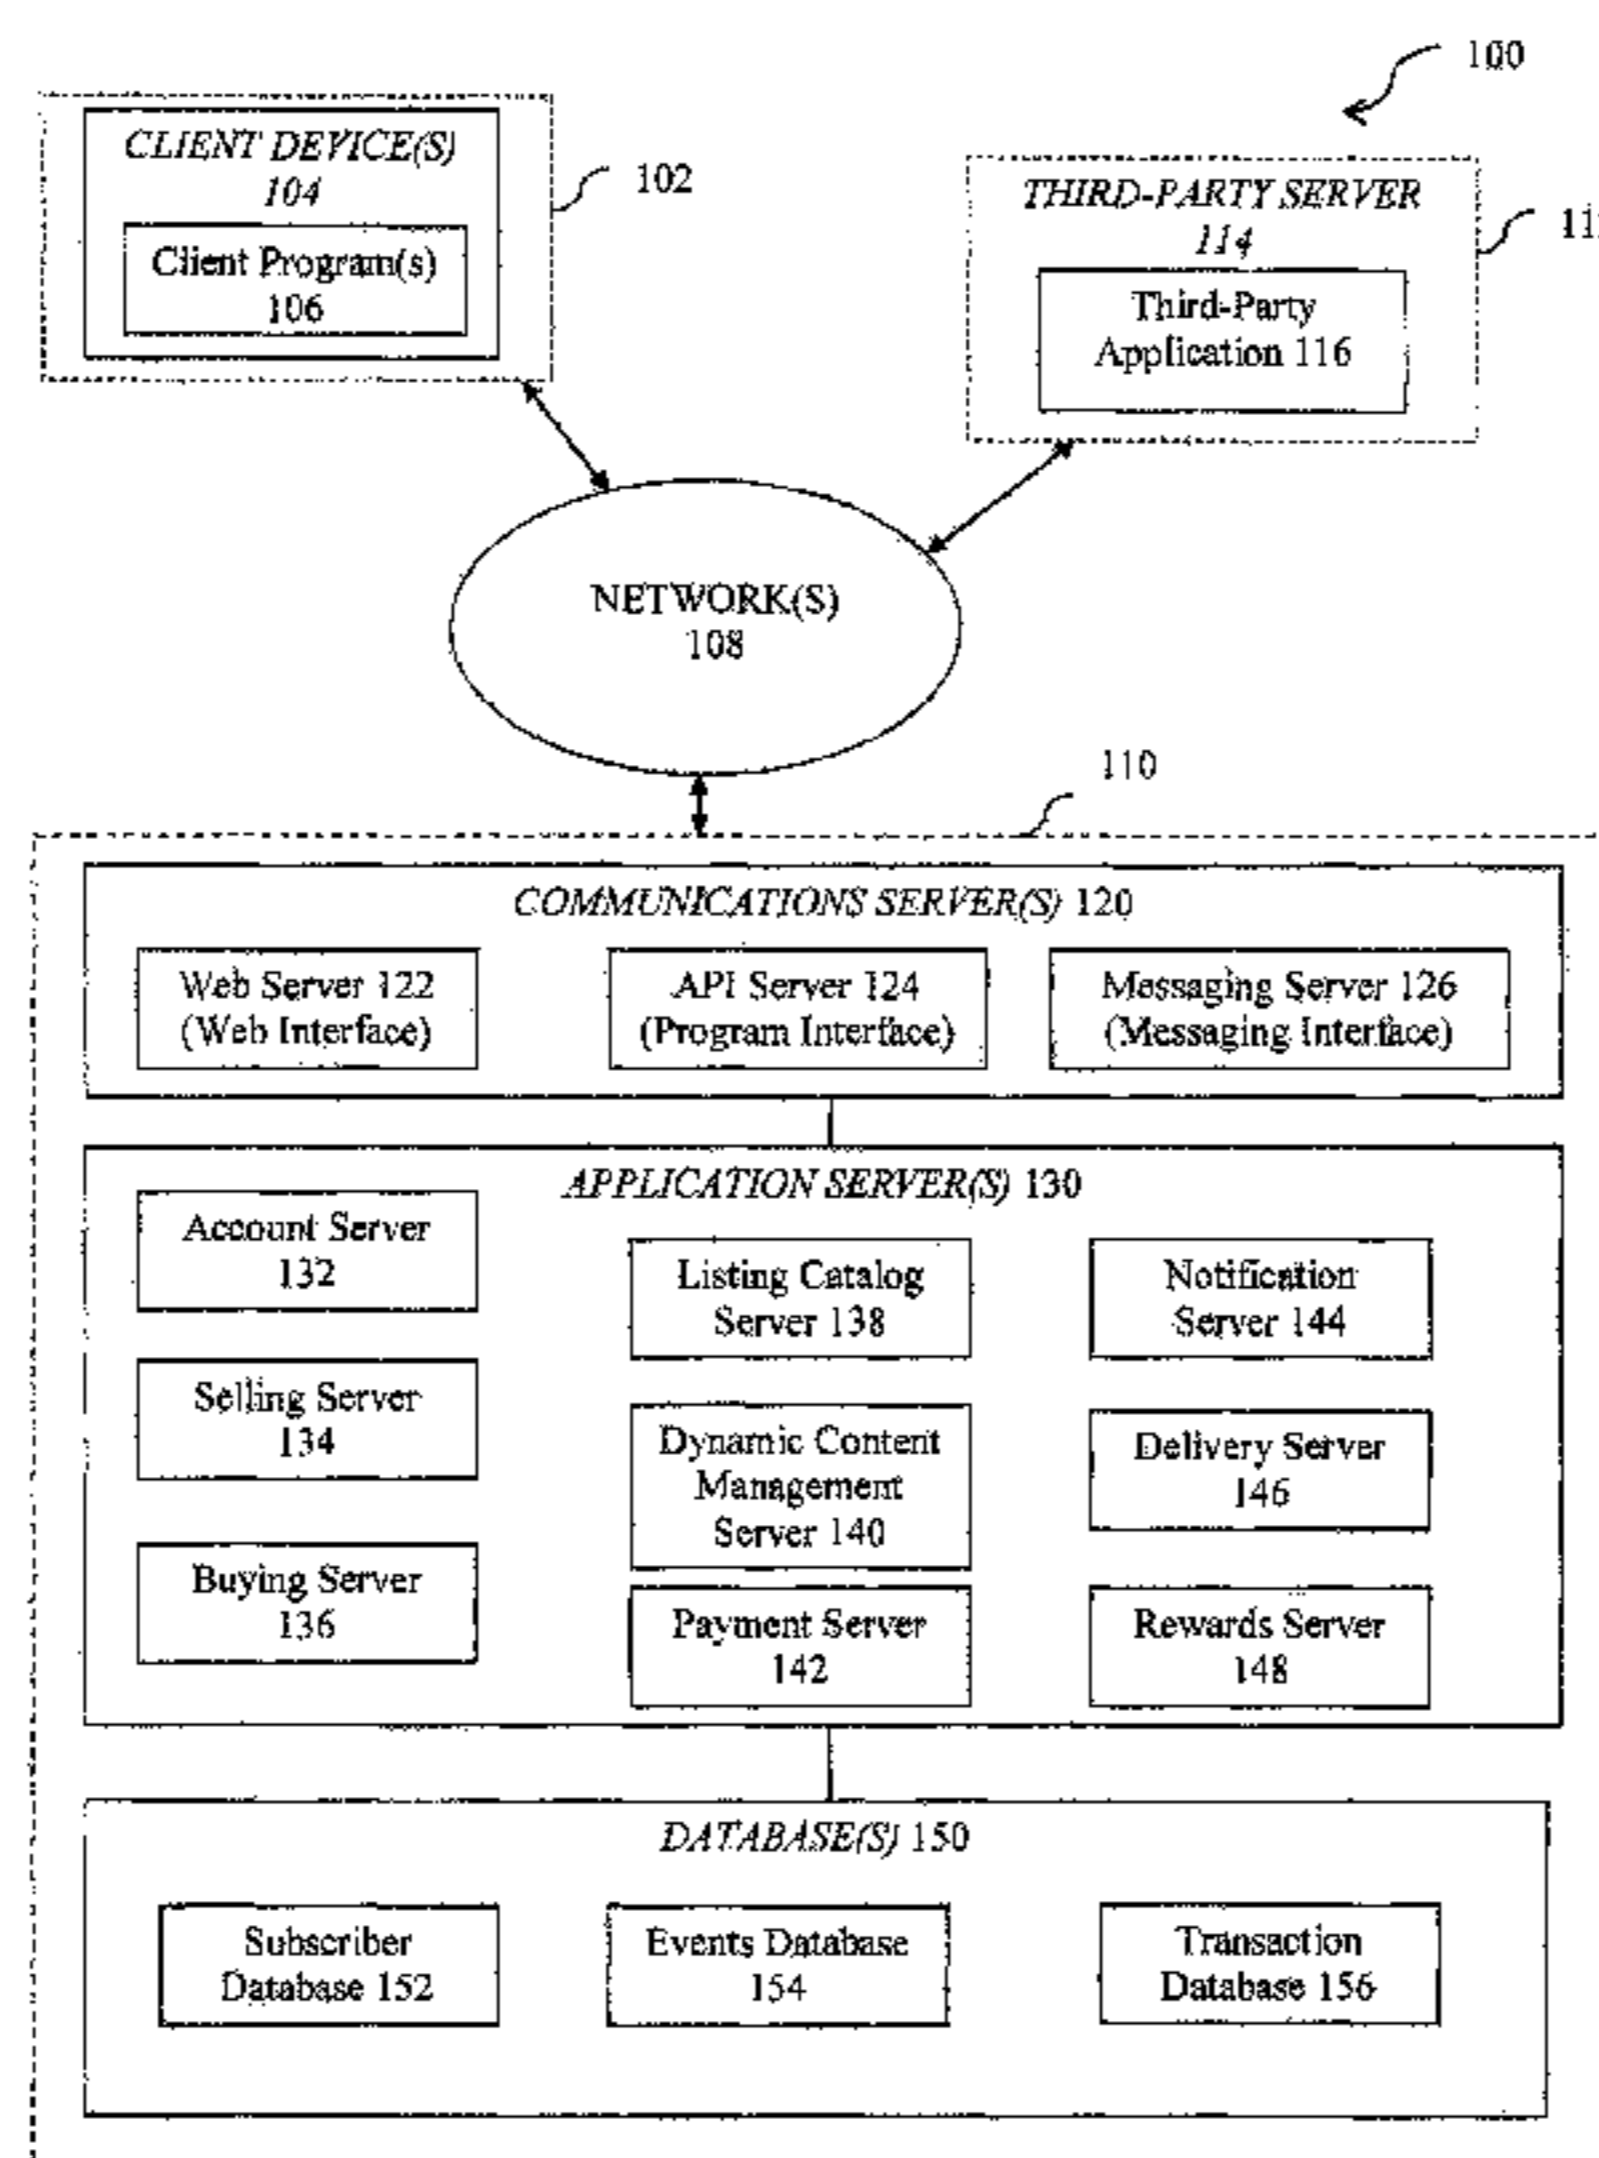 100
CLIENT DEVICE(S)
104
Client Program(s)
106
102
THIRD-PARTY SERVER
114
Third-Party
Application 116
NETWORK(S)
108
110
COMMUNICATIONS SERVER(S) 120
Web Server 122
(Web Interface)
API Server 124
(Program Interface)
Messaging Server 126
(Messaging Interface)
APPLICATION SERVER(S) 130
Account Server
132
Selling Server
134
Buying Server
136
Listing Catalog
Server 138
Dynamic Content
Management
Server 140
Payment Server
142
Notification
Server 144
Delivery Server
146
Rewards Server
148
DATABASE(S) 150
Subscriber
Database 152
Events Database
154
Transaction
Database 156